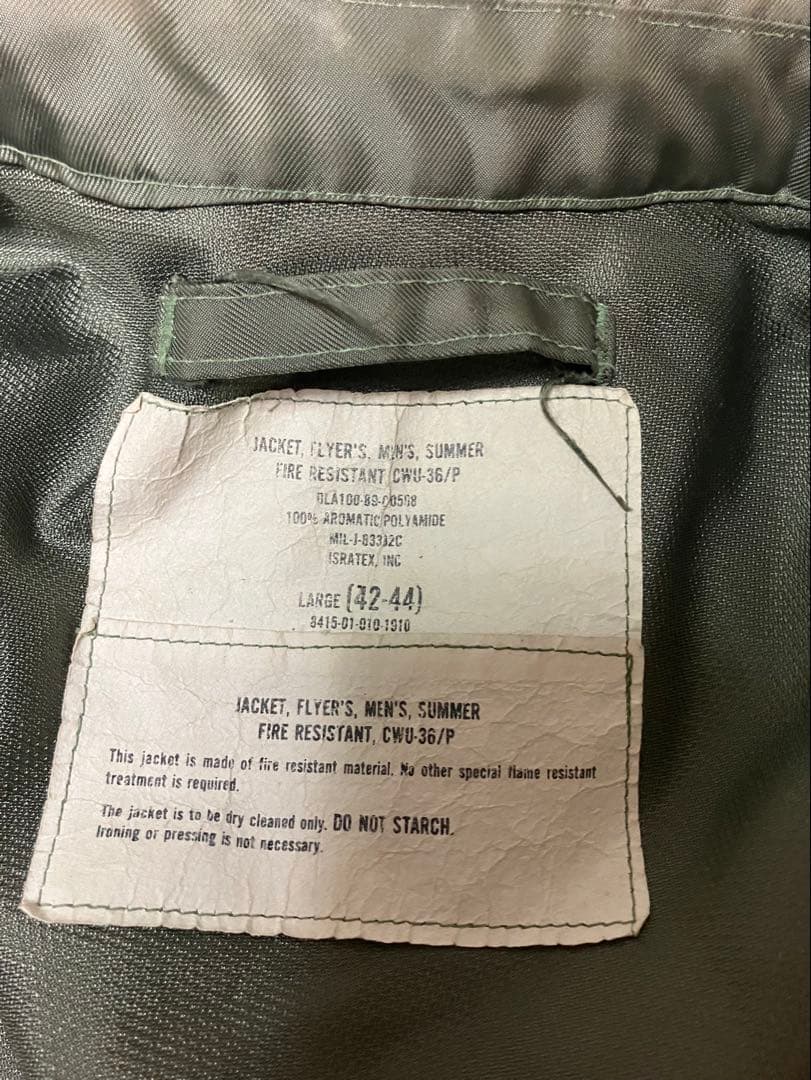 JACKET, FLYER'S, MEN'S, SUMMER
FIRE RESISTANT CWU-36/P
100% AROMATIC POLYAMIDE
MIL-J-83382C
ISRATEX, INC
LARGE (42-44)
8415-01-010-1910
JACKET, FLYER'S, MEN'S, SUMMER
FIRE RESISTANT, CWU-36/P
This jacket is made of fire resistant material. No other special flame resistant
treatment is required.
The jacket is to be dry cleaned only. DO NOT STARCH.
Ironing or pressing is not necessary.